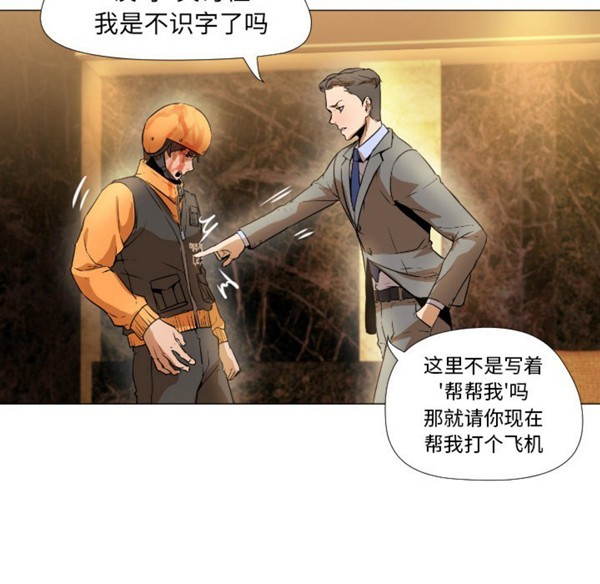 我是不识字了吗
这里不是写着
'帮帮我'吗
那就请你现在
帮我打个飞机